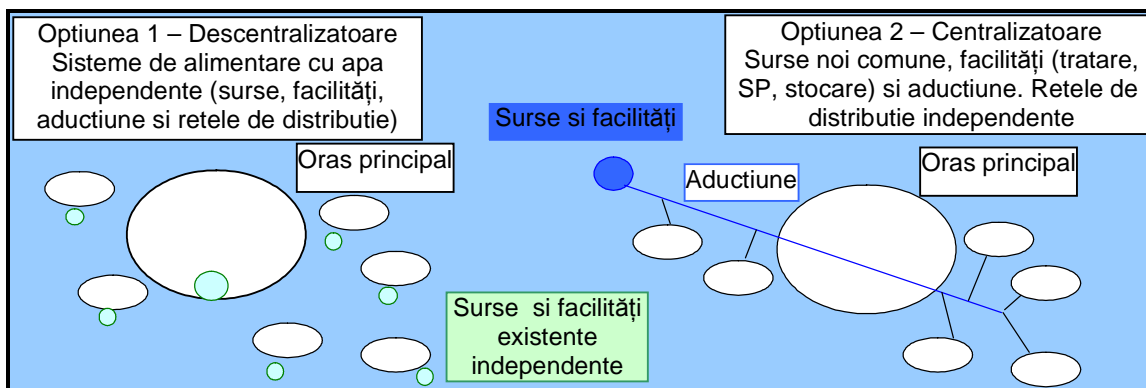 Optiunea 1 – Descentralizatoare
Sisteme de alimentare cu apa
independente (surse, facilități,
aductiune si retele de distributie)
Oras principal
Surse si facilități
existente
independente
Optiunea 2 – Centralizatoare
Surse noi comune, facilități (tratare,
SP, stocare) si aductiune. Retele de
distributie independente
Surse si facilități
Aductiune
Oras principal